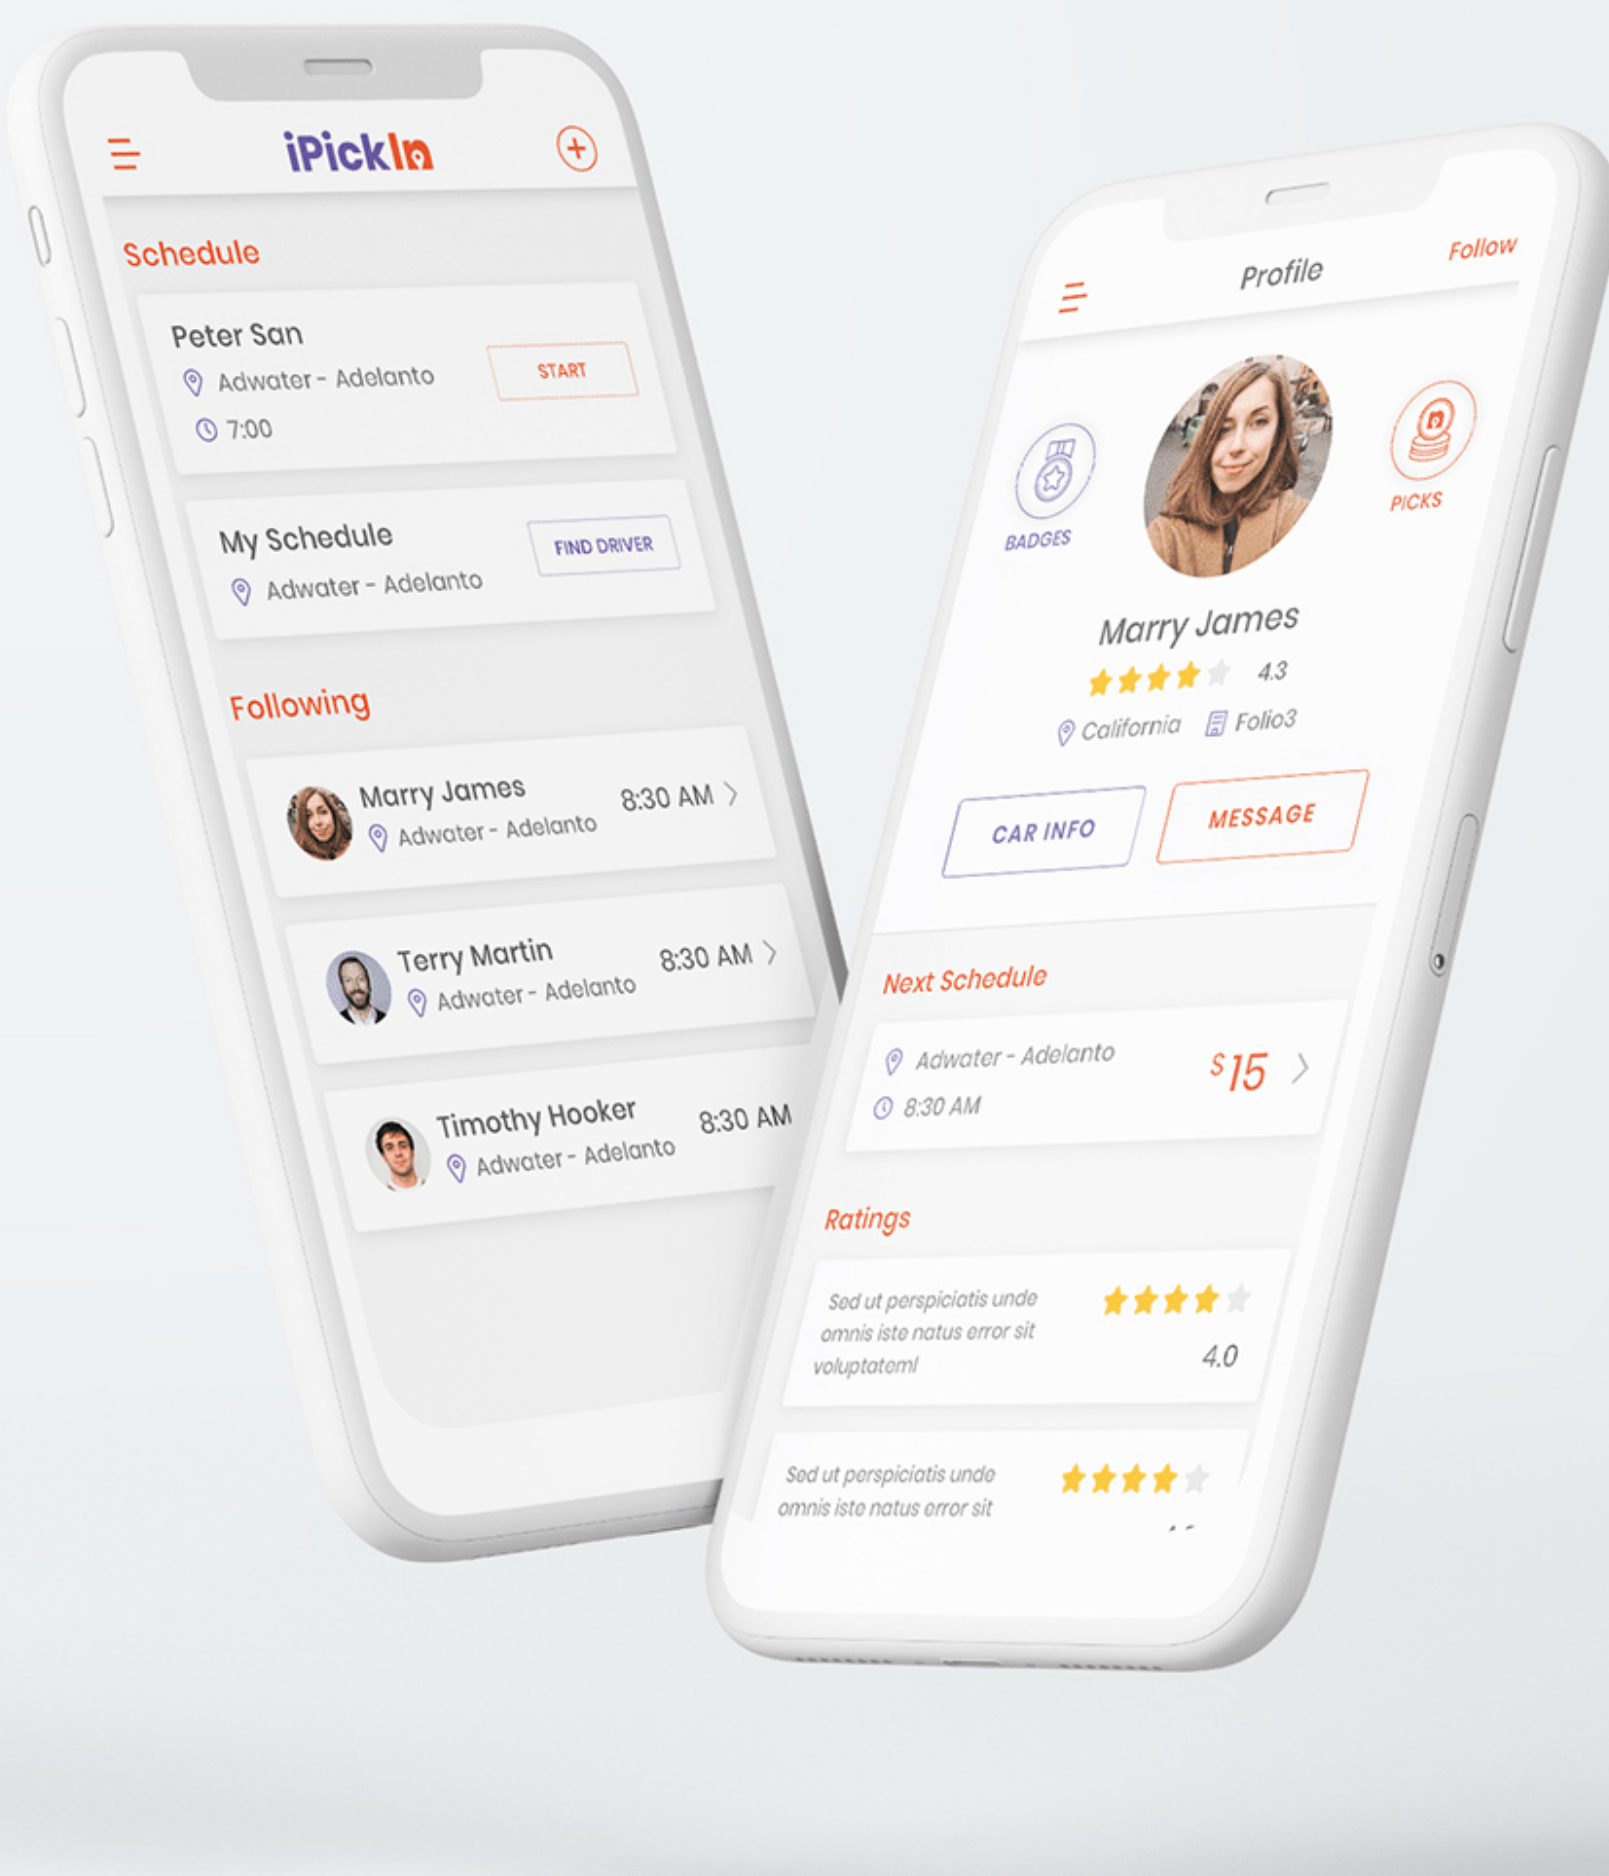 iPickIn
Schedule
Peter San
Adwater - Adelanto
START
7:00
My Schedule
Adwater - Adelanto
FIND DRIVER
Following
Marry James
Adwater - Adelanto
8:30 AM
Terry Martin
Adwater - Adelanto
8:30 AM
Timothy Hooker
Adwater - Adelanto
8:30 AM
Profile
Follow
BADGES
PICKS
Marry James
4.3
California
Folio3
CAR INFO
MESSAGE
Next Schedule
Adwater - Adelanto
8:30 AM
$15
Ratings
Sed ut perspiciatis unde
omnis iste natus error sit
voluptatem!
4.0
Sed ut perspiciatis unde
omnis iste natus error sit